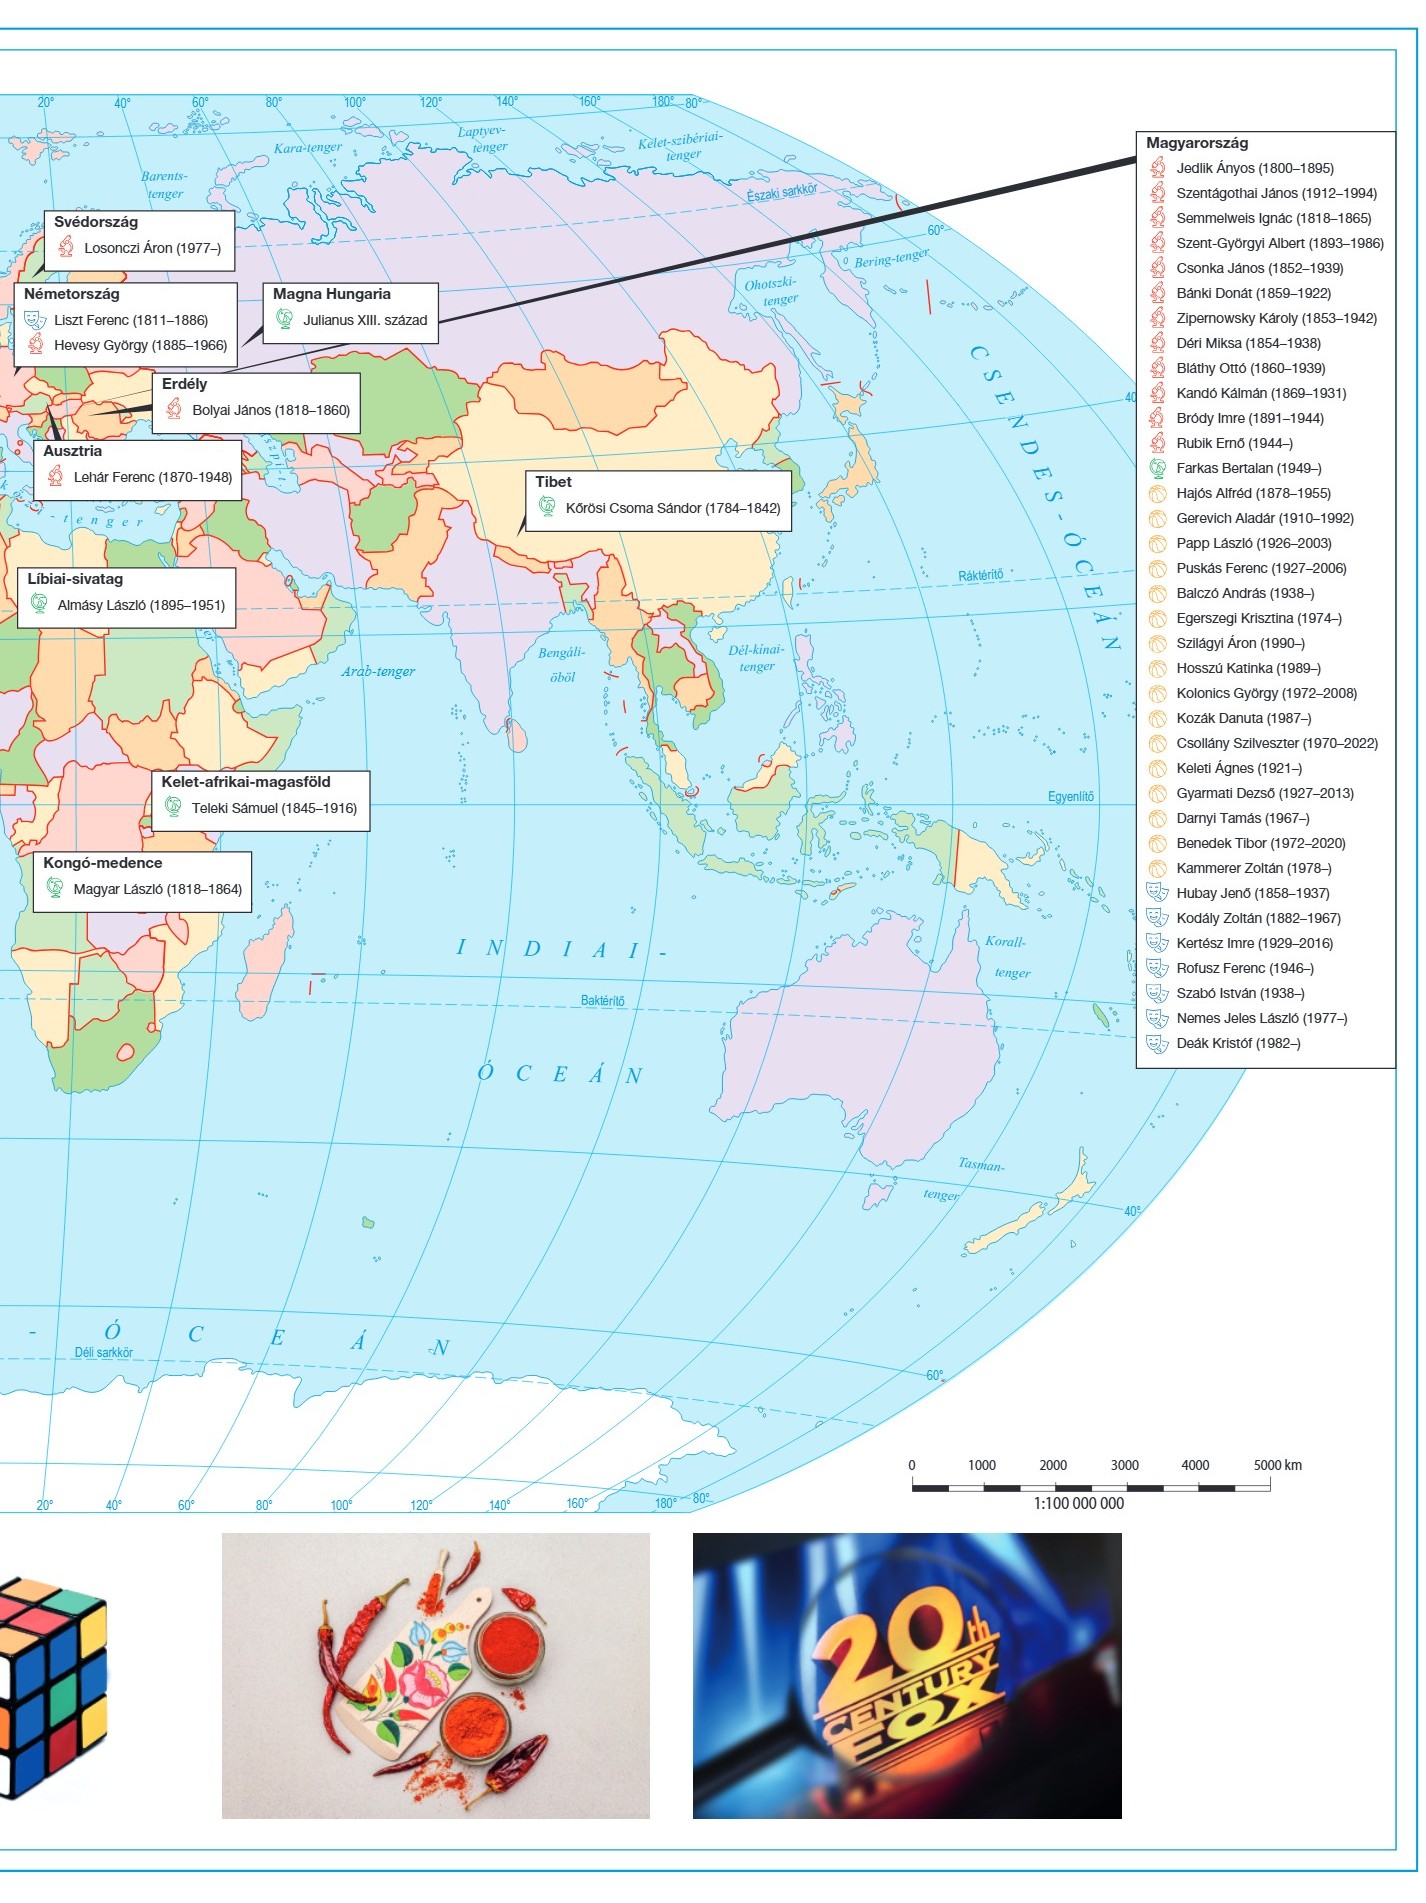 20° 40° 60° 80° 100° 120° 140° 160° 180° 80°
Laptyev-
tenger
Kelet-szibériai-
tenger
Kara-tenger
Barents-
tenger
Északi sarkkör
60°
Bering-tenger
Ohotszki-
tenger
Svédország
Losonczi Áron (1977–)
Németország
Liszt Ferenc (1811–1886)
Hevesy György (1885–1966)
Magna Hungaria
Julianus XIII. század
Erdély
Bolyai János (1818–1860)
Ausztria
Lehár Ferenc (1870-1948)
Tibet
Kőrösi Csoma Sándor (1784–1842)
- t e n g e r
Líbiai-sivatag
Almásy László (1895–1951)
CSENDES-ÓCEÁN
40
Ráktérítő
Arab-tenger
Bengáli-
öböl
Dél-kínai-
tenger
Kelet-afrikai-magasföld
Teleki Sámuel (1845–1916)
Egyenlítő
Kongó-medence
Magyar László (1818–1864)
INDIAI-
ÓCEÁN
Korall-
tenger
Baktérítő
Tasman-
tenger
40°
- ÓCEÁN
Déli sarkkör
60°
20° 40° 60° 80° 100° 120° 140° 160° 180° 80°
Magyarország
Jedlik Ányos (1800–1895)
Szentágothai János (1912–1994)
Semmelweis Ignác (1818–1865)
Szent-Györgyi Albert (1893–1986)
Csonka János (1852–1939)
Bánki Donát (1859–1922)
Zipernowsky Károly (1853–1942)
Déri Miksa (1854–1938)
Bláthy Ottó (1860–1939)
Kandó Kálmán (1869–1931)
Bródy Imre (1891–1944)
Rubik Ernő (1944–)
Farkas Bertalan (1949–)
Hajós Alfréd (1878–1955)
Gerevich Aladár (1910–1992)
Papp László (1926–2003)
Puskás Ferenc (1927–2006)
Balczó András (1938–)
Egerszegi Krisztina (1974–)
Szilágyi Áron (1990–)
Hosszú Katinka (1989–)
Kolonics György (1972–2008)
Kozák Danuta (1987–)
Csollány Szilveszter (1970–2022)
Keleti Ágnes (1921–)
Gyarmati Dezső (1927–2013)
Darnyi Tamás (1967–)
Benedek Tibor (1972–2020)
Kammerer Zoltán (1978–)
Hubay Jenő (1858–1937)
Kodály Zoltán (1882–1967)
Kertész Imre (1929–2016)
Rofusz Ferenc (1946–)
Szabó István (1938–)
Nemes Jeles László (1977–)
Deák Kristóf (1982–)
0 1000 2000 3000 4000 5000 km
1:100 000 000
20th
CENTURY
FOX